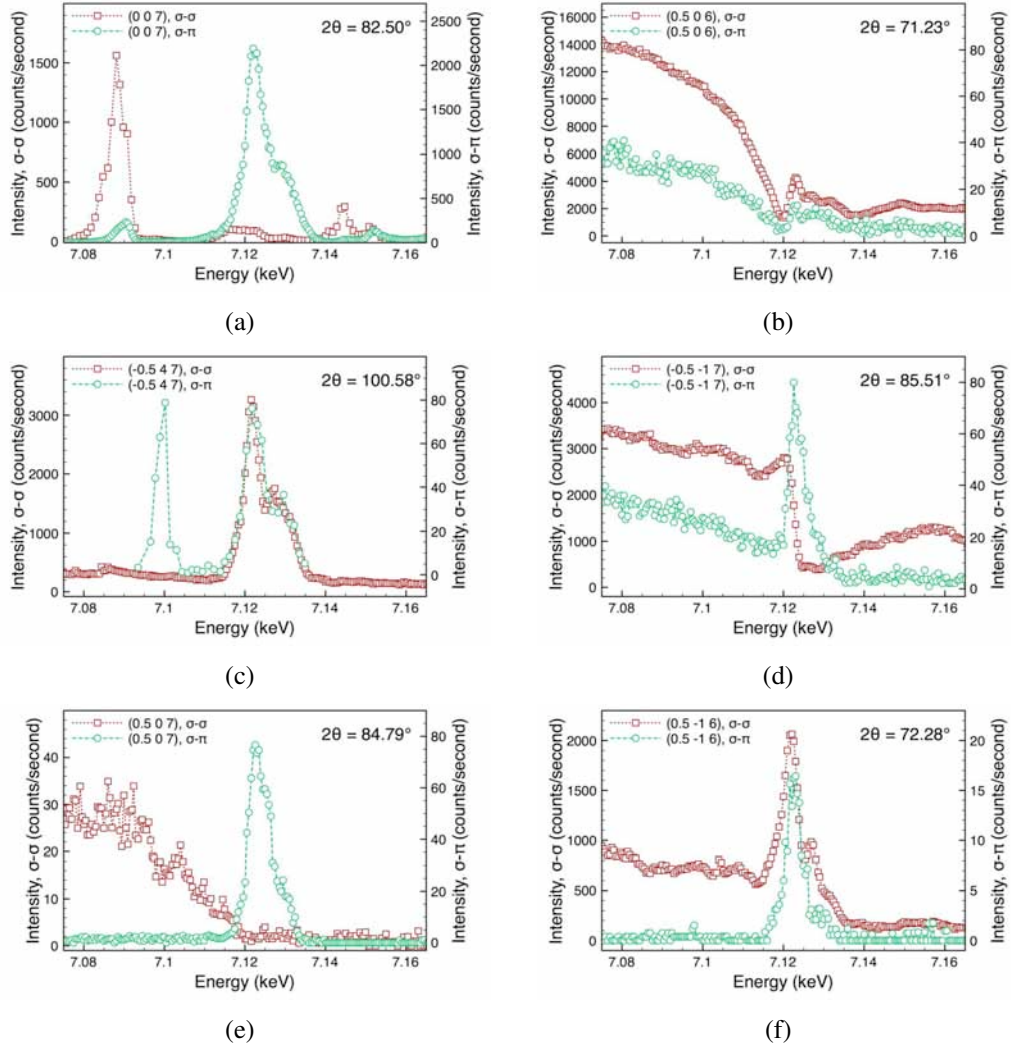 (0 0 7), σ-σ
(0 0 7), σ-π
2θ = 82.50°
Intensity, σ-σ (counts/second)
1500
1000
500
0
7.08 7.1 7.12 7.14 7.16
Energy (keV)
2500
2000
1500
1000
500
0
Intensity, σ-π (counts/second)
(a)
(0.5 0 6), σ-σ
(0.5 0 6), σ-π
2θ = 71.23°
Intensity, σ-σ (counts/second)
16000
14000
12000
10000
8000
6000
4000
2000
0
7.08 7.1 7.12 7.14 7.16
Energy (keV)
80
60
40
20
0
Intensity, σ-π (counts/second)
(b)
(-0.5 4 7), σ-σ
(-0.5 4 7), σ-π
2θ = 100.58°
Intensity, σ-σ (counts/second)
3000
2000
1000
0
7.08 7.1 7.12 7.14 7.16
Energy (keV)
80
60
40
20
0
Intensity, σ-π (counts/second)
(c)
(-0.5 -1 7), σ-σ
(-0.5 -1 7), σ-π
2θ = 85.51°
Intensity, σ-σ (counts/second)
4000
3000
2000
1000
0
7.08 7.1 7.12 7.14 7.16
Energy (keV)
80
60
40
20
0
Intensity, σ-π (counts/second)
(d)
(0.5 0 7), σ-σ
(0.5 0 7), σ-π
2θ = 84.79°
Intensity, σ-σ (counts/second)
40
30
20
10
0
7.08 7.1 7.12 7.14 7.16
Energy (keV)
80
60
40
20
0
Intensity, σ-π (counts/second)
(e)
(0.5 -1 6), σ-σ
(0.5 -1 6), σ-π
2θ = 72.28°
Intensity, σ-σ (counts/second)
2000
1500
1000
500
0
7.08 7.1 7.12 7.14 7.16
Energy (keV)
20
15
10
5
0
Intensity, σ-π (counts/second)
(f)